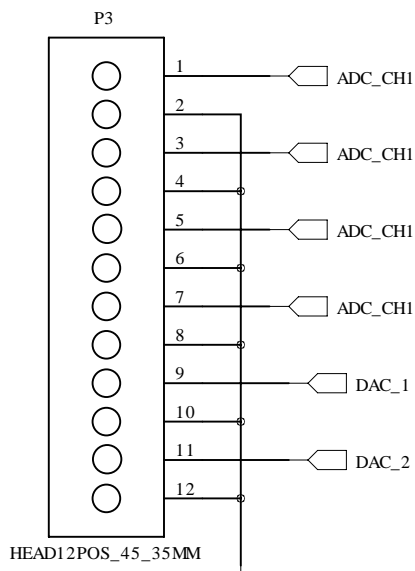 P3
1 ADC_CH1
2
3 ADC_CH1
4
5 ADC_CH1
6
7 ADC_CH1
8
9 DAC_1
10
11 DAC_2
12
HEAD12POS_45_35MM